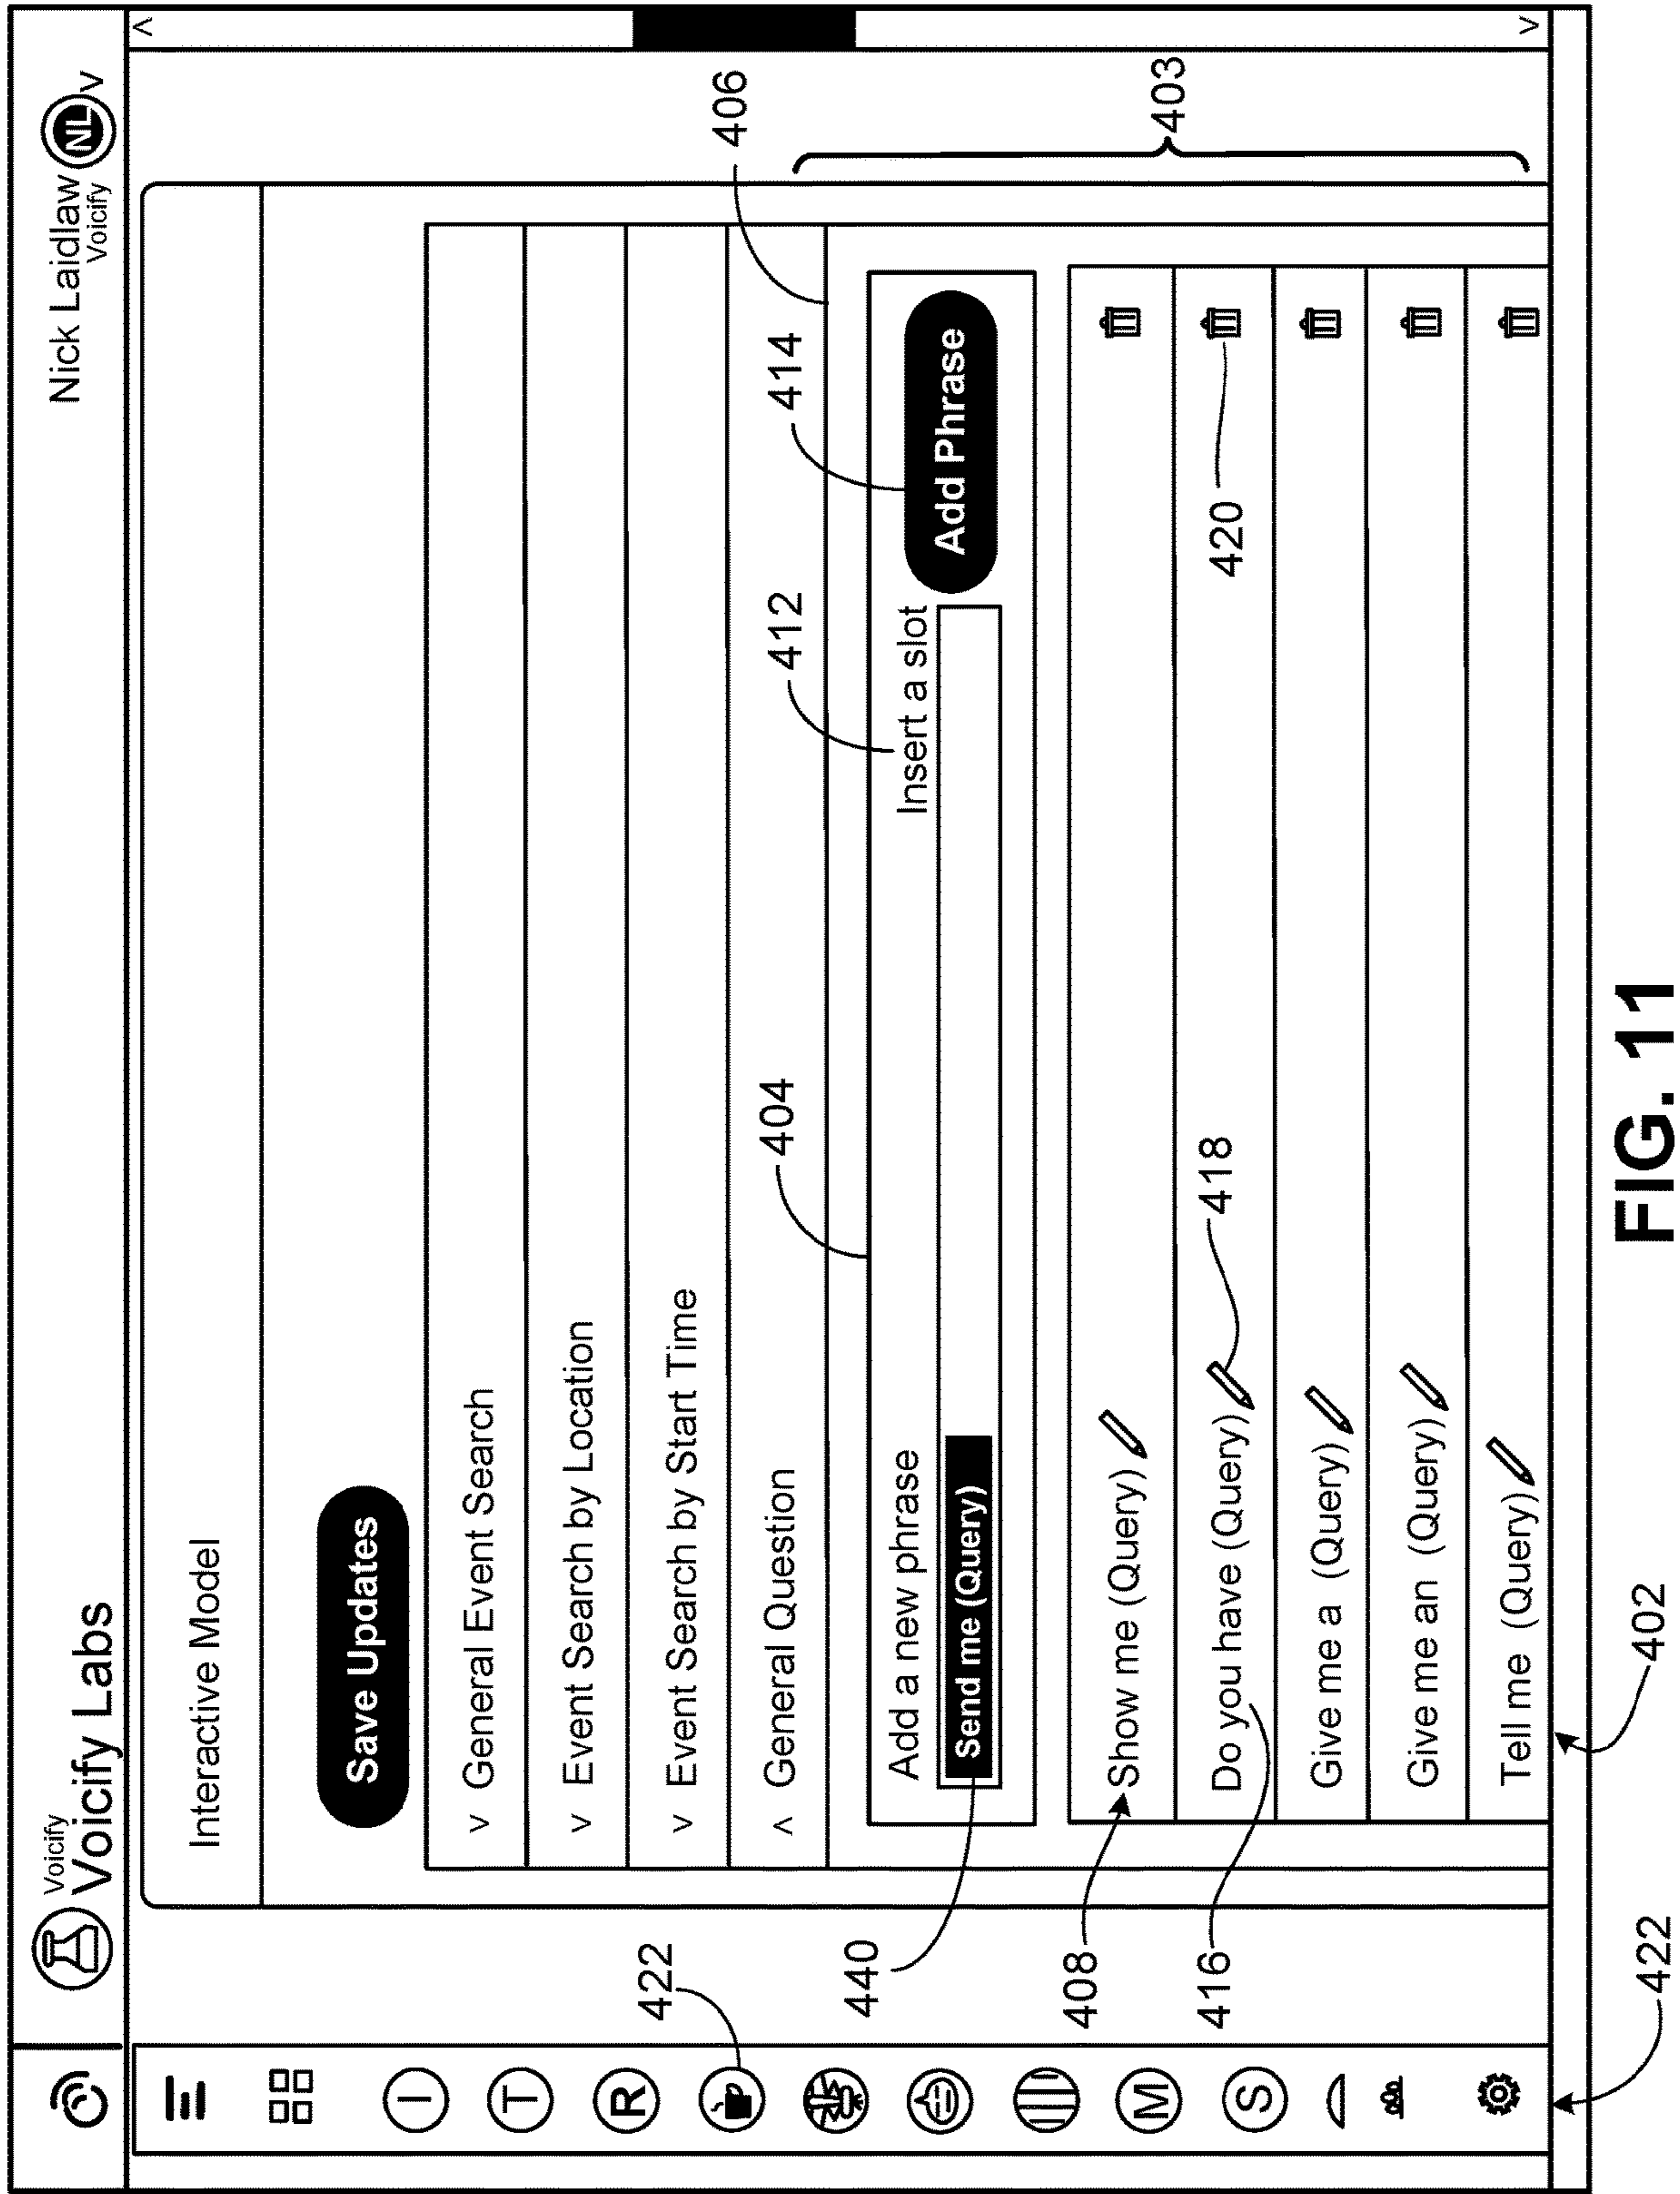 Voicify
Voicify Labs
Nick Laidlaw
Voicify
NL
V
Interactive Model
Save Updates
v General Event Search
v Event Search by Location
v Event Search by Start Time
^ General Question
404
412
414
406
Add a new phrase
Insert a slot
Send me (Query)
Add Phrase
Show me (Query)
Do you have (Query)
Give me a (Query)
Give me an (Query)
Tell me (Query)
I
T
R
M
S
422
440
408
416
418
420
403
422
402
FIG. 11